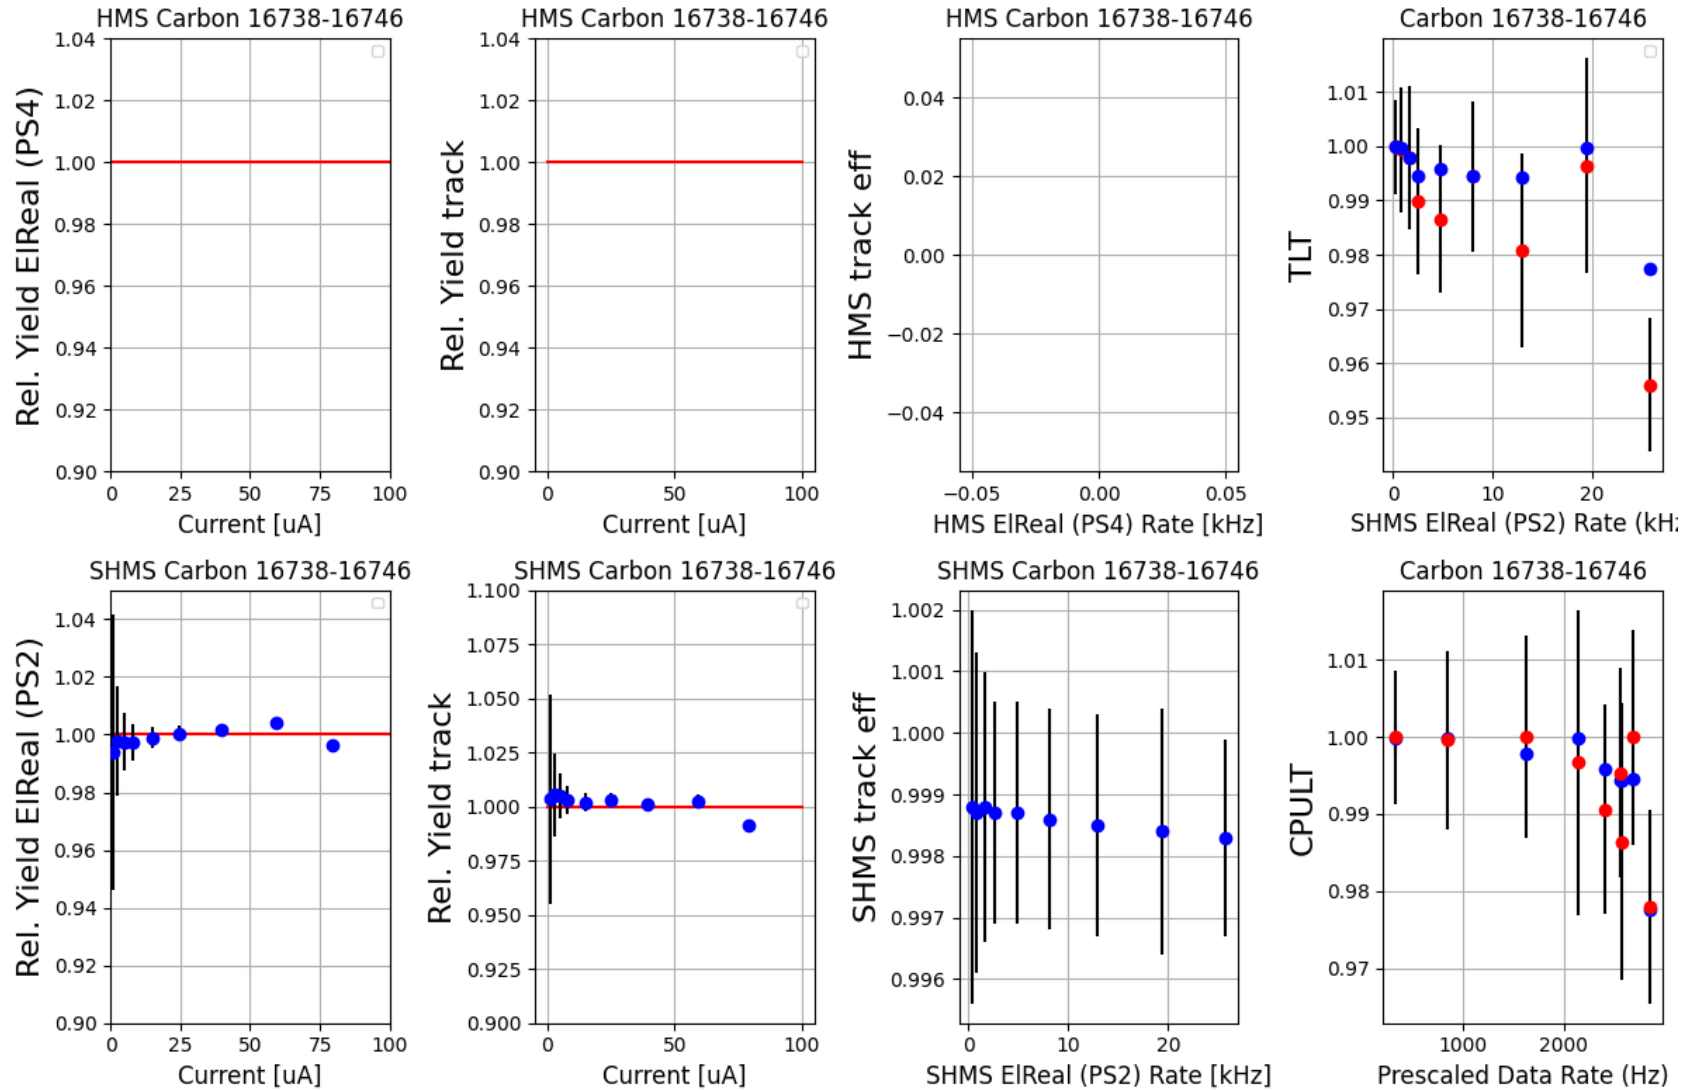 HMS Carbon 16738-16746
HMS Carbon 16738-16746
HMS Carbon 16738-16746
Carbon 16738-16746
Rel. Yield ElReal (PS4)
1.04
1.02
1.00
0.98
0.96
0.94
0.92
0.90
0 25 50 75 100
Current [uA]
Rel. Yield track
1.04
1.02
1.00
0.98
0.96
0.94
0.92
0.90
0 50 100
Current [uA]
HMS track eff
0.04
0.02
0.00
−0.02
−0.04
−0.05 0.00 0.05
HMS ElReal (PS4) Rate [kHz]
TLT
1.01
1.00
0.99
0.98
0.97
0.96
0.95
0 10 20
SHMS ElReal (PS2) Rate (kHz
SHMS Carbon 16738-16746
SHMS Carbon 16738-16746
SHMS Carbon 16738-16746
Carbon 16738-16746
Rel. Yield ElReal (PS2)
1.04
1.02
1.00
0.98
0.96
0.94
0.92
0.90
0 25 50 75 100
Current [uA]
Rel. Yield track
1.100
1.075
1.050
1.025
1.000
0.975
0.950
0.925
0.900
0 50 100
Current [uA]
SHMS track eff
1.002
1.001
1.000
0.999
0.998
0.997
0.996
0 10 20
SHMS ElReal (PS2) Rate [kHz]
CPULT
1.01
1.00
0.99
0.98
0.97
1000 2000
Prescaled Data Rate (Hz)